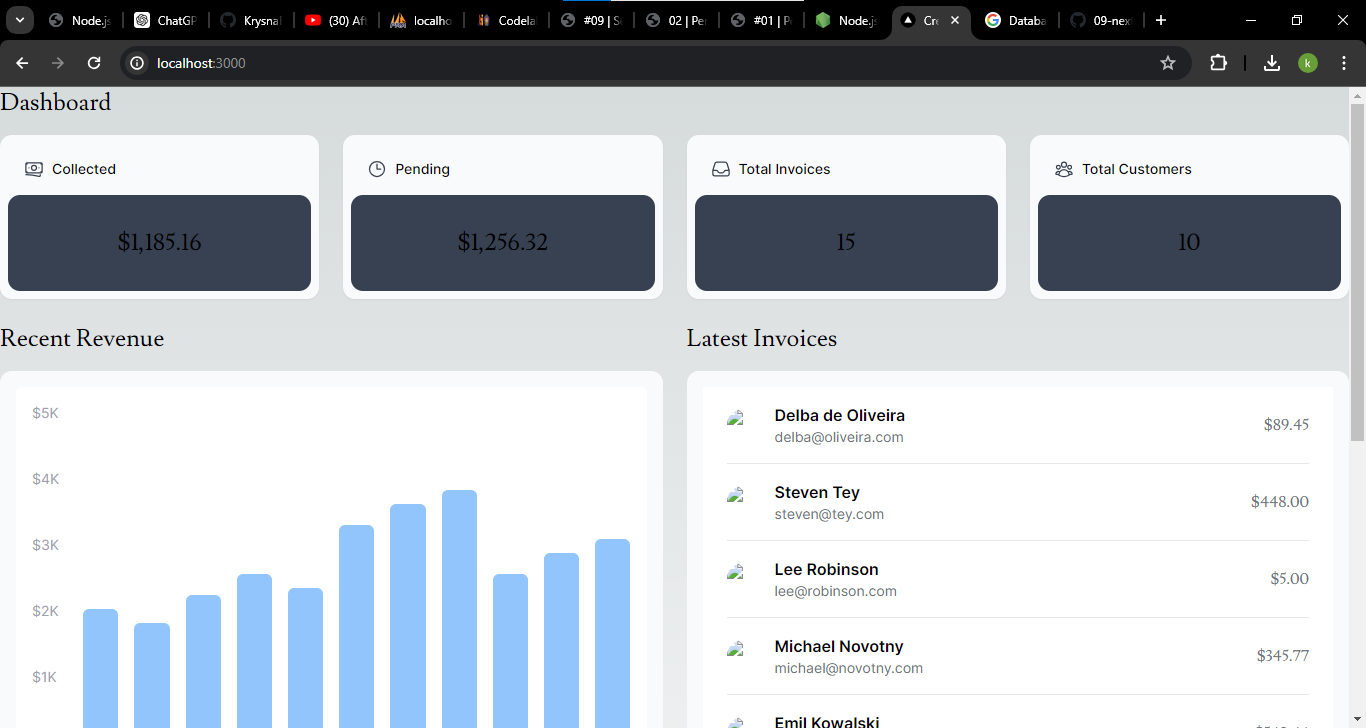 Node.js
ChatGP
Krysna
(30) Aft
localho
Codela
#09 | S
02 | Per
#01 | P
Node.js
Cre
Databa
09-nex
localhost:3000
k
Dashboard
Collected
Pending
Total Invoices
Total Customers
$1,185.16
$1,256.32
15
10
Recent Revenue
Latest Invoices
$5K
$4K
$3K
$2K
$1K
Delba de Oliveira
delba@oliveira.com
$89.45
Steven Tey
steven@tey.com
$448.00
Lee Robinson
lee@robinson.com
$5.00
Michael Novotny
michael@novotny.com
$345.77
Emil Kowalski